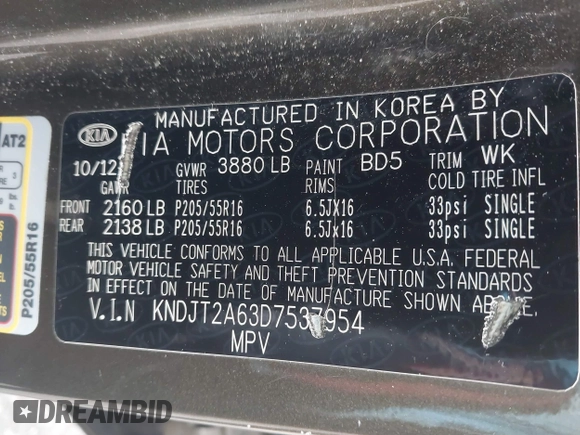 MANUFACTURED IN KOREA BY
KIA IA MOTORS CORPORATION
10/12 GVWR 3880 LB PAINT BD5 TRIM WK
GAWR TIRES RIMS COLD TIRE INFL
FRONT 2160 LB P205/55R16 6.5JX16 33psi SINGLE
REAR 2138 LB P205/55R16 6.5JX16 33psi SINGLE
THIS VEHICLE CONFORMS TO ALL APPLICABLE U.S.A. FEDERAL
MOTOR VEHICLE SAFETY AND THEFT PREVENTION STANDARDS
IN EFFECT ON THE DATE OF MANUFACTURE SHOWN ABOVE.
V.I.N KNDJT2A63D7537954
MPV
AT2
P205/55R16
DREAMBID